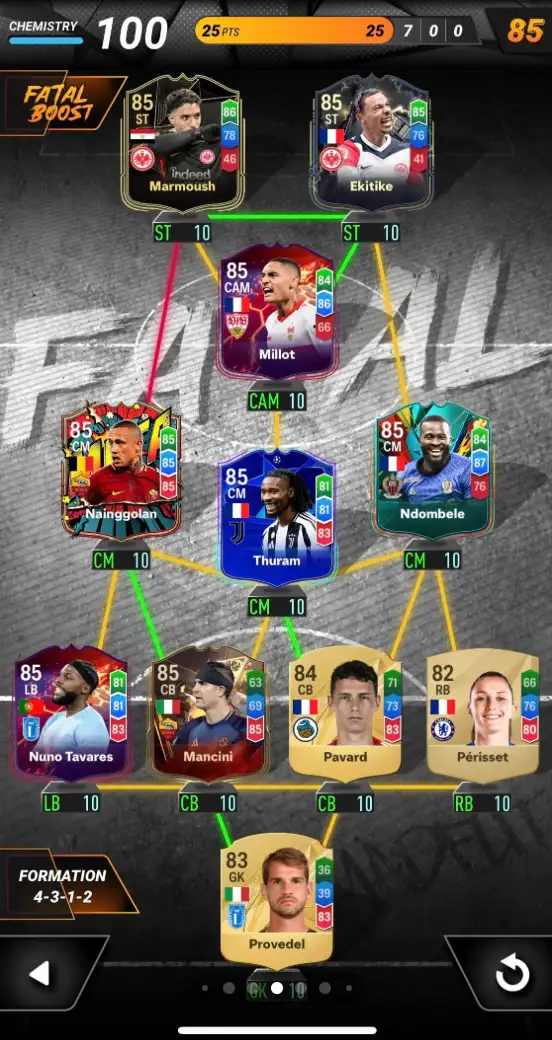 CHEMISTRY 100 25 PTS 25 7 0 0 85
FATAL
BOOST
85
ST
86
78
46
indeed
Marmoush
85
ST
85
76
41
Ekitike
ST 10
ST 10
85
CAM
84
86
66
Millot
CAM 10
85
CM
85
85
85
Nainggolan
85
CM
81
81
83
Thuram
85
CM
84
87
76
Ndombele
CM 10
CM 10
CM 10
85
LB
81
81
83
Nuno Tavares
85
CB
63
69
85
Mancini
84
CB
71
73
83
Pavard
82
RB
66
76
80
Périsset
LB 10
CB 10
CB 10
RB 10
83
GK
36
39
83
Provedel
GK 10
FORMATION
4-3-1-2